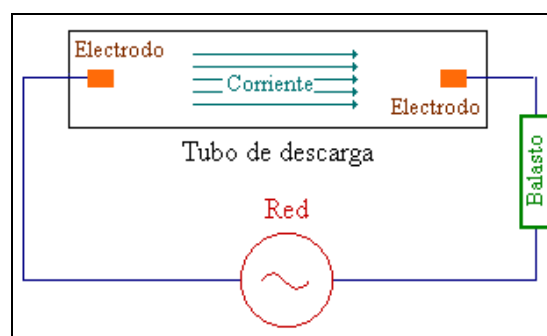 Electrodo
Corriente
Electrodo
Tubo de descarga
Balasto
Red